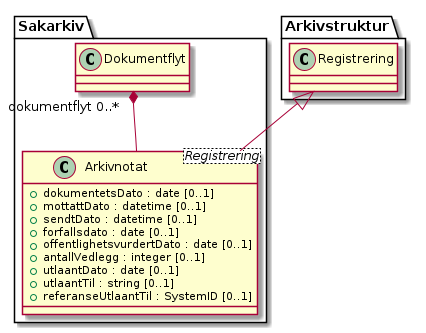 Sakarkiv
Arkivstruktur
C Dokumentflyt
C Registrering
dokumentflyt 0..*
Registrering
C Arkivnotat
dokumentetsDato : date [0..1]
mottattDato : datetime [0..1]
sendtDato : datetime [0..1]
forfallsdato : date [0..1]
offentlighetsvurdertDato : date [0..1]
antallVedlegg : integer [0..1]
utlaantDato : date [0..1]
utlaantTil : string [0..1]
referanseUtlaantTil : SystemID [0..1]